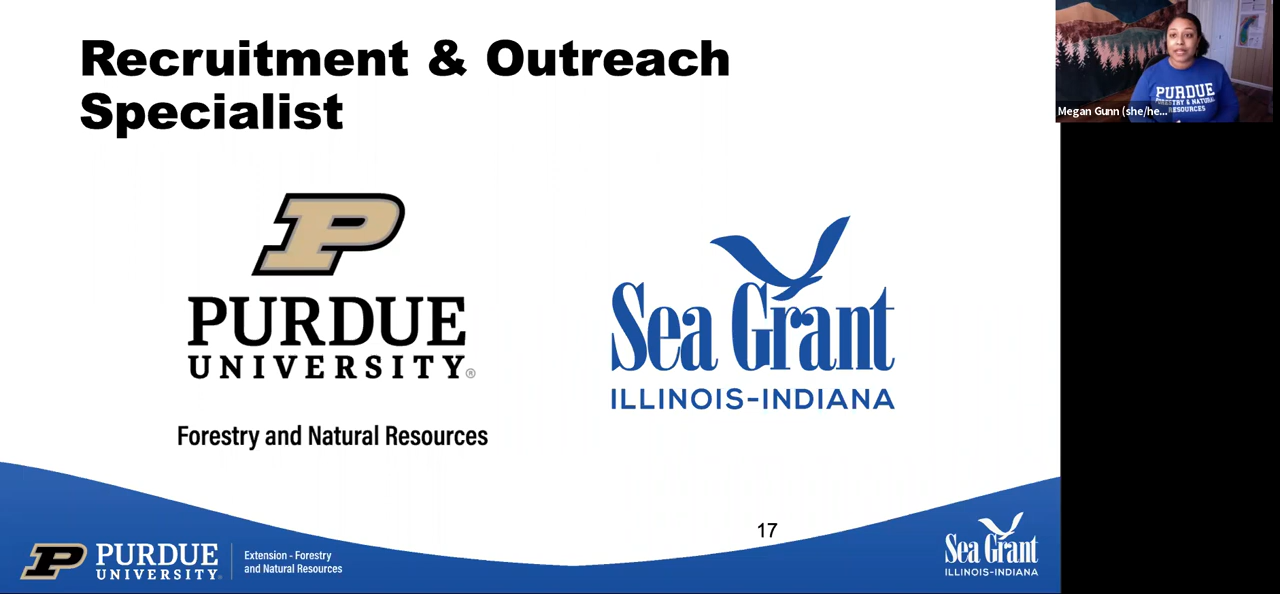 Recruitment & Outreach
Specialist
PURDUE
UNIVERSITY®
Forestry and Natural Resources
Sea Grant
ILLINOIS-INDIANA
17
PURDUE
UNIVERSITY®
Extension - Forestry
and Natural Resources
Sea Grant
ILLINOIS-INDIANA
PURDUE
FORESTRY & NATURAL
RESOURCES
Megan Gunn (she/he...